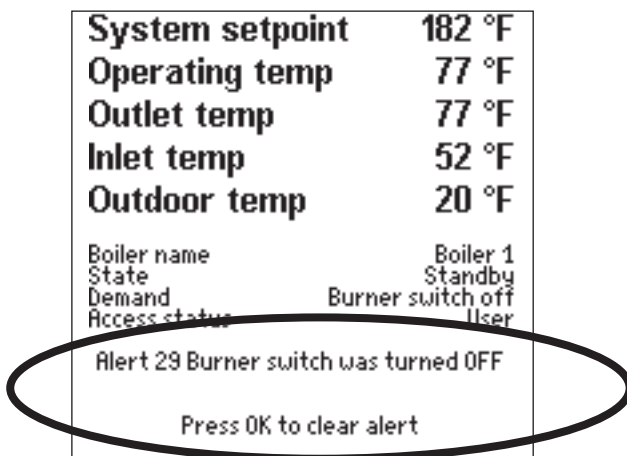 System setpoint 182 °F
Operating temp 77 °F
Outlet temp 77 °F
Inlet temp 52 °F
Outdoor temp 20 °F
Boiler name Boiler 1
State Standby
Demand Burner switch off
Access status User
Alert 29 Burner switch was turned OFF
Press OK to clear alert